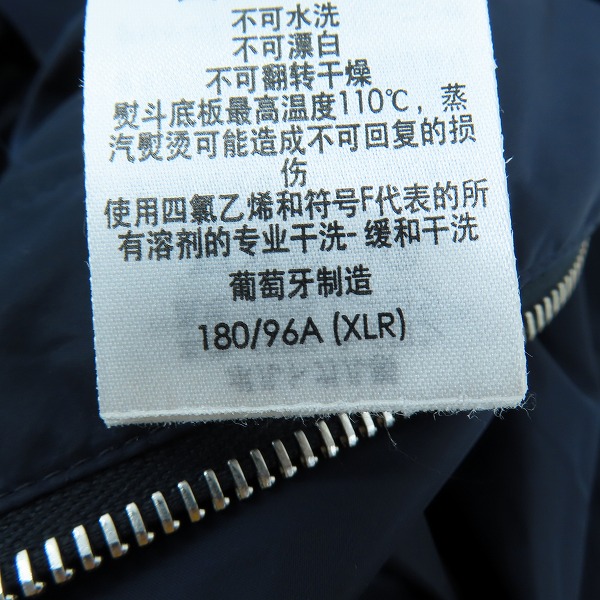 不可水洗
不可漂白
不可翻转干燥
熨斗底板最高温度110℃，蒸
汽熨烫可能造成不可回复的损
伤
使用四氯乙烯和符号F代表的所
有溶剂的专业干洗-缓和干洗
葡萄牙制造
180/96A (XLR)